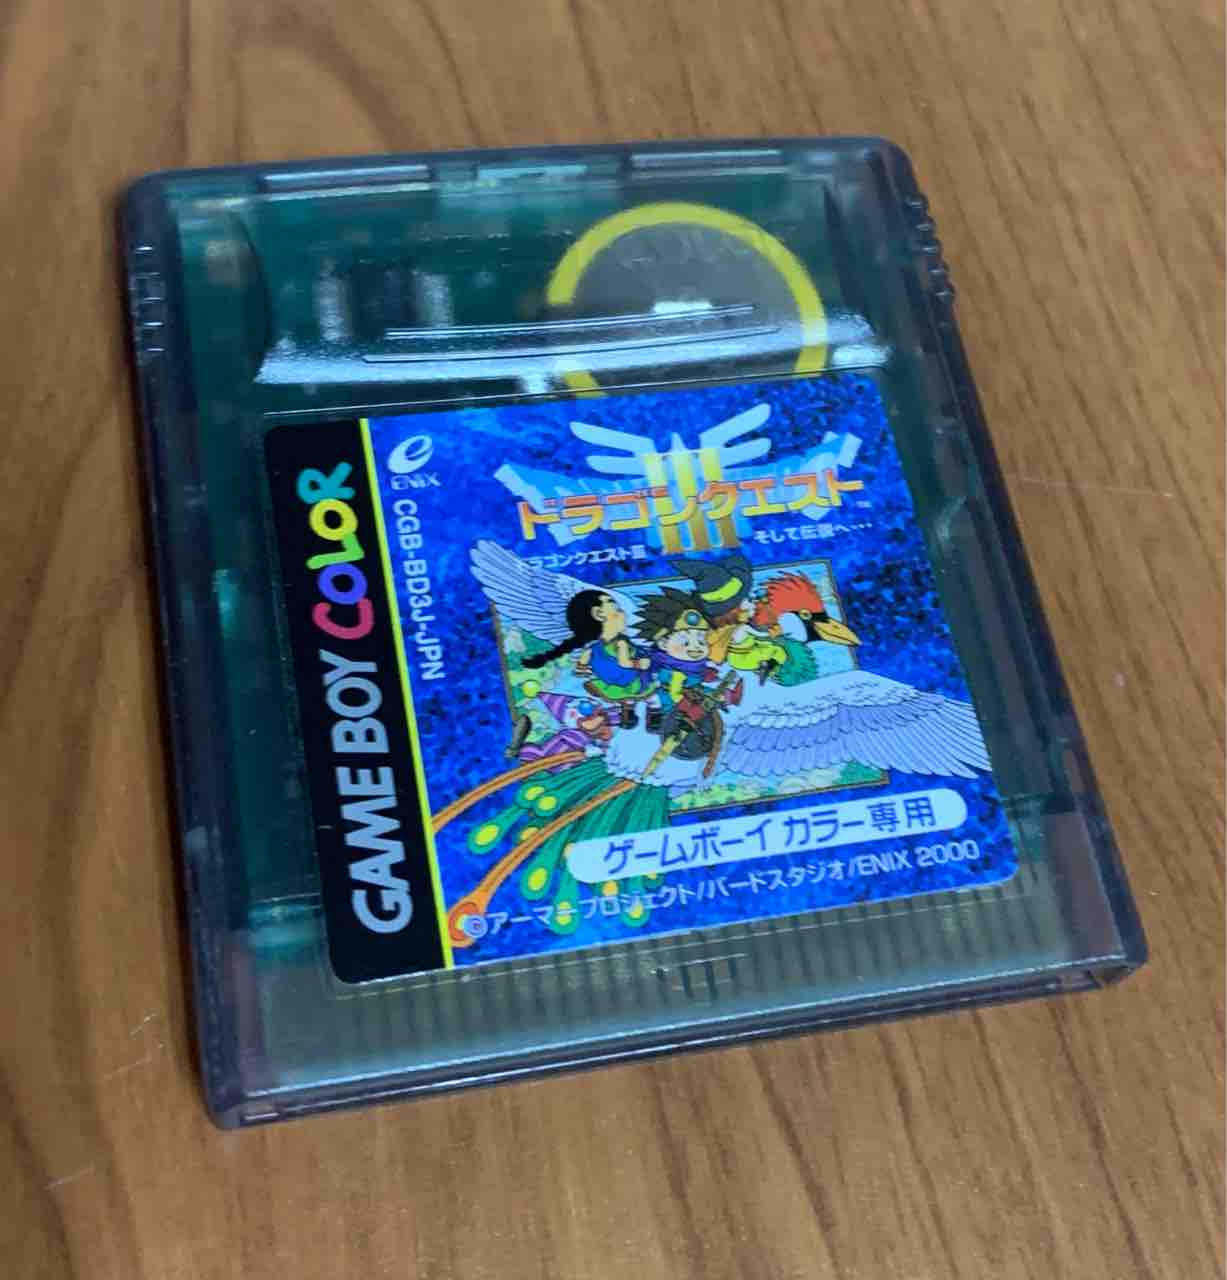 GAME BOY COLOR
ENIX
CGB-BD3J-JPN
III
ドラゴンクエスト
™
ドラゴンクエストIII
そして伝説へ…
ゲームボーイ カラー専用
©アーマープロジェクト/バードスタジオ/ENIX 2000